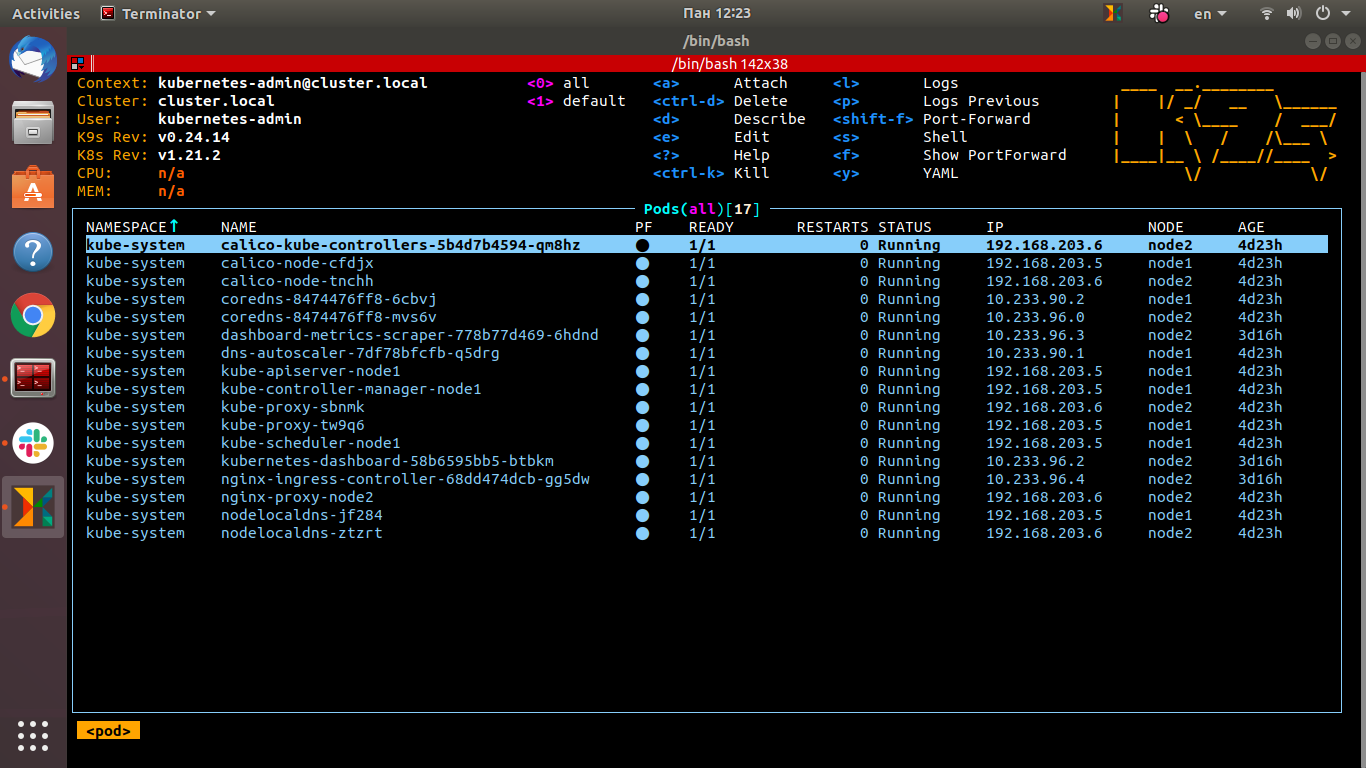 Activities Terminator Пан 12:23 en
/bin/bash
/bin/bash 142x38
Context: kubernetes-admin@cluster.local <0> all <a> Attach <l> Logs
Cluster: cluster.local <1> default <ctrl-d> Delete <p> Logs Previous
User: kubernetes-admin <d> Describe <shift-f> Port-Forward
K9s Rev: v0.24.14 <e> Edit <s> Shell
K8s Rev: v1.21.2 <?> Help <f> Show PortForward
CPU: n/a <ctrl-k> Kill <y> YAML
MEM: n/a
Pods(all)[17]
NAMESPACE↑ NAME PF READY RESTARTS STATUS IP NODE AGE
kube-system calico-kube-controllers-5b4d7b4594-qm8hz ● 1/1 0 Running 192.168.203.6 node2 4d23h
kube-system calico-node-cfdjx ● 1/1 0 Running 192.168.203.5 node1 4d23h
kube-system calico-node-tnchh ● 1/1 0 Running 192.168.203.6 node2 4d23h
kube-system coredns-8474476ff8-6cbvj ● 1/1 0 Running 10.233.90.2 node1 4d23h
kube-system coredns-8474476ff8-mvs6v ● 1/1 0 Running 10.233.96.0 node2 4d23h
kube-system dashboard-metrics-scraper-778b77d469-6hdnd ● 1/1 0 Running 10.233.96.3 node2 3d16h
kube-system dns-autoscaler-7df78bfcfb-q5drg ● 1/1 0 Running 10.233.90.1 node1 4d23h
kube-system kube-apiserver-node1 ● 1/1 0 Running 192.168.203.5 node1 4d23h
kube-system kube-controller-manager-node1 ● 1/1 0 Running 192.168.203.5 node1 4d23h
kube-system kube-proxy-sbnmk ● 1/1 0 Running 192.168.203.6 node2 4d23h
kube-system kube-proxy-tw9q6 ● 1/1 0 Running 192.168.203.5 node1 4d23h
kube-system kube-scheduler-node1 ● 1/1 0 Running 192.168.203.5 node1 4d23h
kube-system kubernetes-dashboard-58b6595bb5-btbkm ● 1/1 0 Running 10.233.96.2 node2 3d16h
kube-system nginx-ingress-controller-68dd474dcb-gg5dw ● 1/1 0 Running 10.233.96.4 node2 3d16h
kube-system nginx-proxy-node2 ● 1/1 0 Running 192.168.203.6 node2 4d23h
kube-system nodelocaldns-jf284 ● 1/1 0 Running 192.168.203.5 node1 4d23h
kube-system nodelocaldns-ztzrt ● 1/1 0 Running 192.168.203.6 node2 4d23h
<pod>